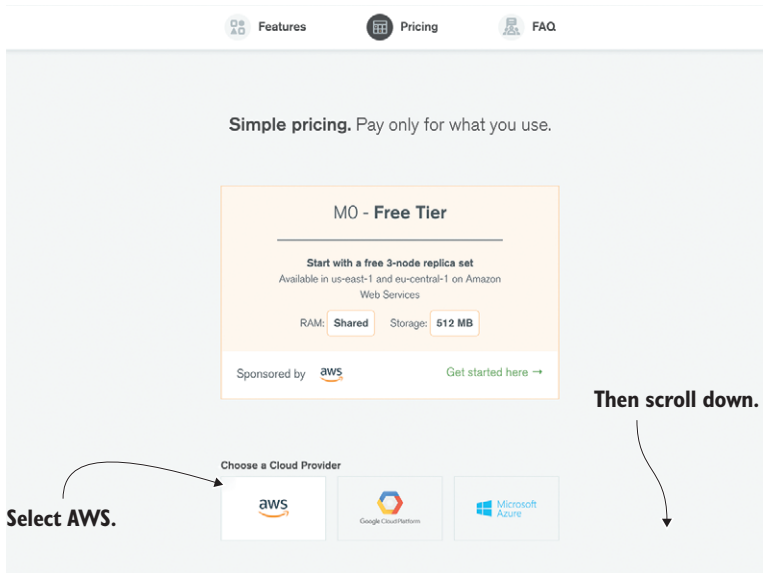 Features
Pricing
FAQ
Simple pricing. Pay only for what you use.
M0 - Free Tier
Start with a free 3-node replica set
Available in us-east-1 and eu-central-1 on Amazon
Web Services
RAM: Shared Storage: 512 MB
Sponsored by aws Get started here →
Then scroll down.
Choose a Cloud Provider
Select AWS.
aws
Google Cloud Platform
Microsoft
Azure